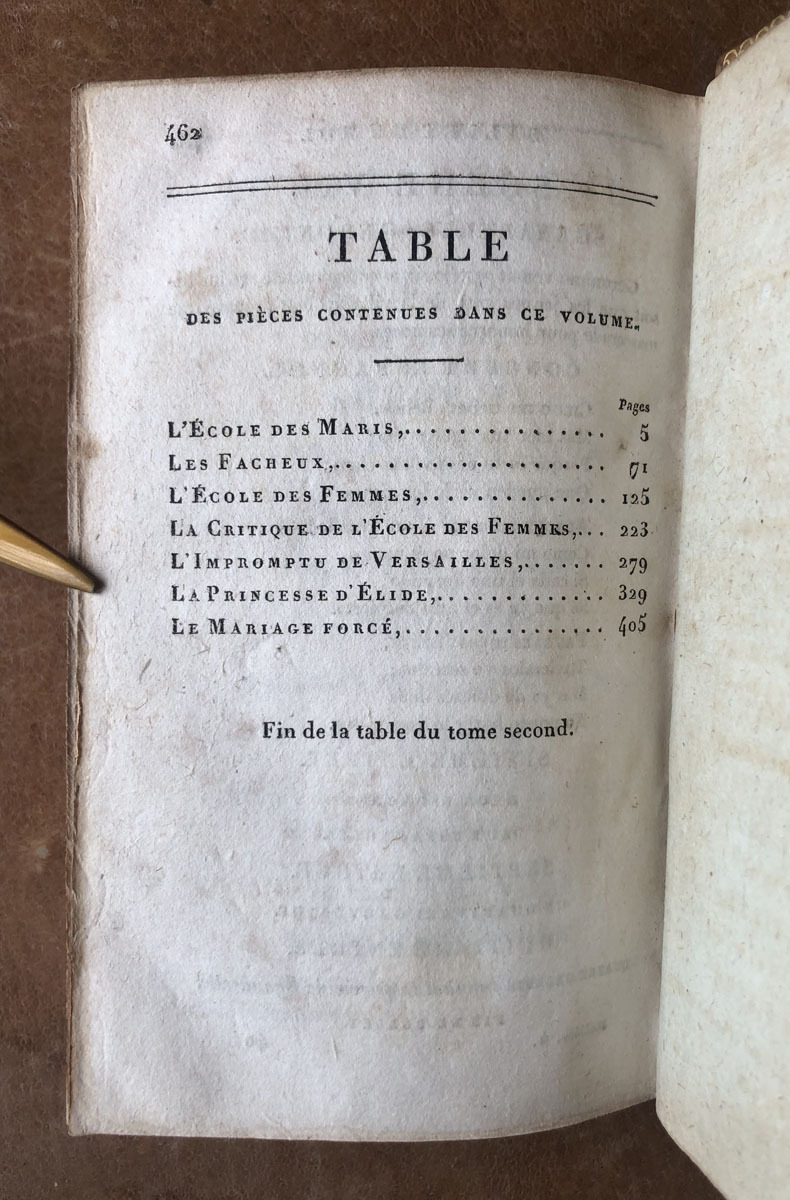 462
TABLE
DES PIÈCES CONTENUES DANS CE VOLUME.
Pages
L'ÉCOLE DES MARIS,............... 5
LES FACHEUX,.................... 71
L'ÉCOLE DES FEMMES,............. 125
LA CRITIQUE DE L'ÉCOLE DES FEMMES,... 223
L'IMPROMPTU DE VERSAILLES,....... 279
LA PRINCESSE D'ÉLIDE,............. 329
LE MARIAGE FORCÉ,................ 405
Fin de la table du tome second.